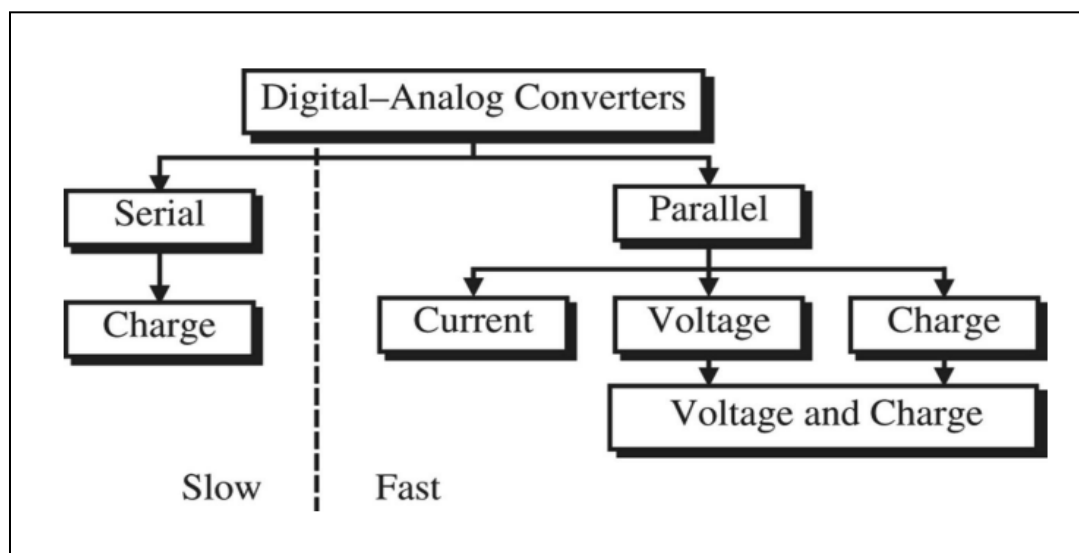 Digital–Analog Converters
Serial
Parallel
Charge
Current
Voltage
Charge
Voltage and Charge
Slow
Fast